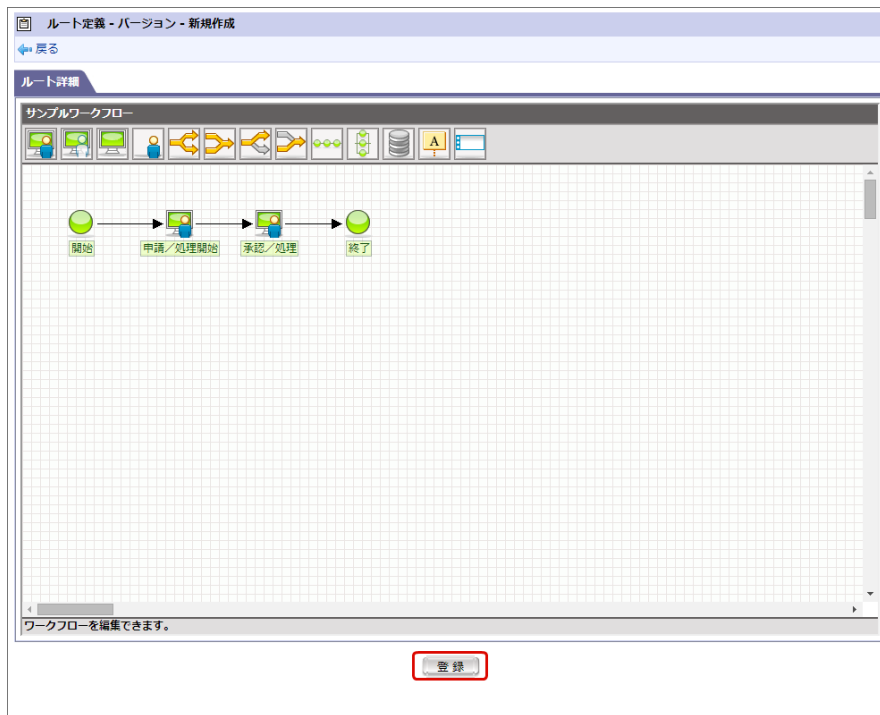 ルート定義 - バージョン - 新規作成
戻る
ルート詳細
サンプルワークフロー
A
開始
申請／処理開始
承認／処理
終了
ワークフローを編集できます。
登録